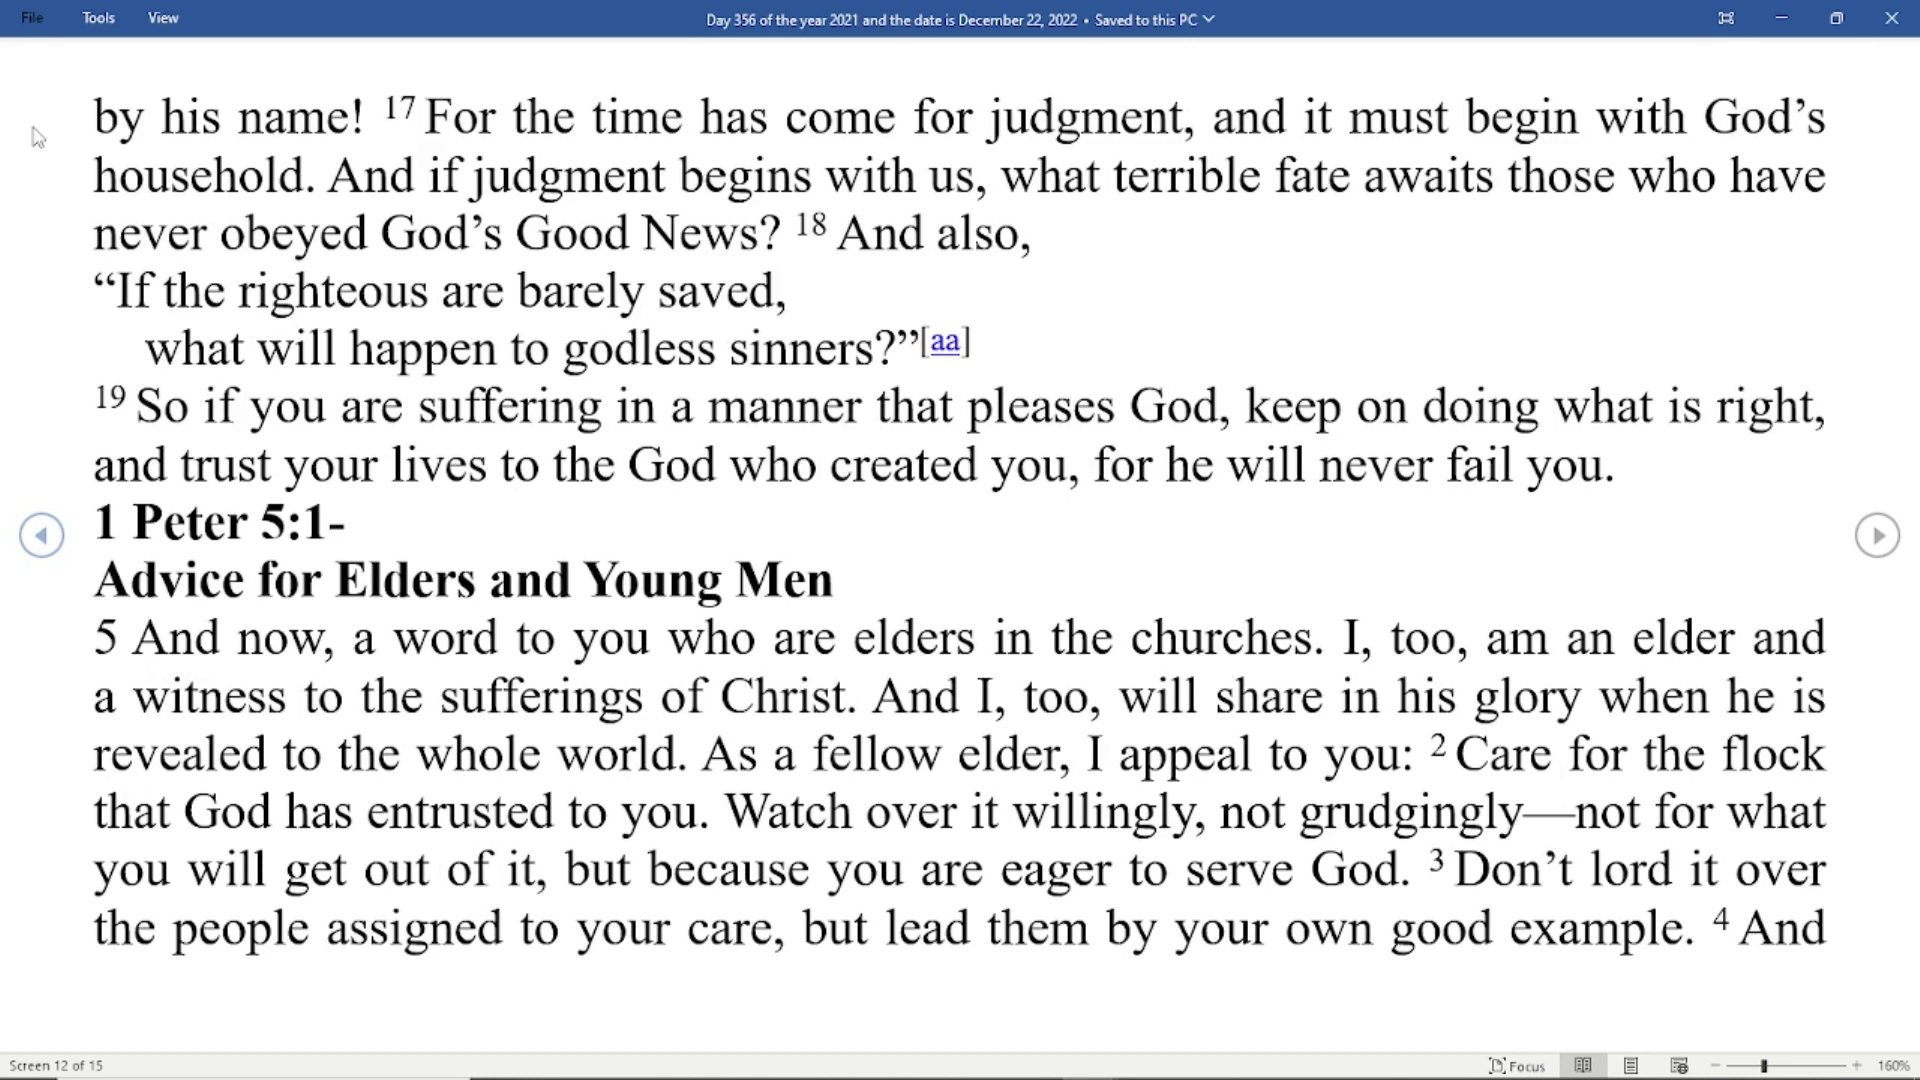 File Tools View Day 356 of the year 2021 and the date is December 22, 2022 • Saved to this PC
by his name! 17 For the time has come for judgment, and it must begin with God’s
household. And if judgment begins with us, what terrible fate awaits those who have
never obeyed God’s Good News? 18 And also,
“If the righteous are barely saved,
what will happen to godless sinners?”[aa]
19 So if you are suffering in a manner that pleases God, keep on doing what is right,
and trust your lives to the God who created you, for he will never fail you.
1 Peter 5:1-
Advice for Elders and Young Men
5 And now, a word to you who are elders in the churches. I, too, am an elder and
a witness to the sufferings of Christ. And I, too, will share in his glory when he is
revealed to the whole world. As a fellow elder, I appeal to you: 2 Care for the flock
that God has entrusted to you. Watch over it willingly, not grudgingly—not for what
you will get out of it, but because you are eager to serve God. 3 Don’t lord it over
the people assigned to your care, but lead them by your own good example. 4 And
Screen 12 of 15 Focus 160%